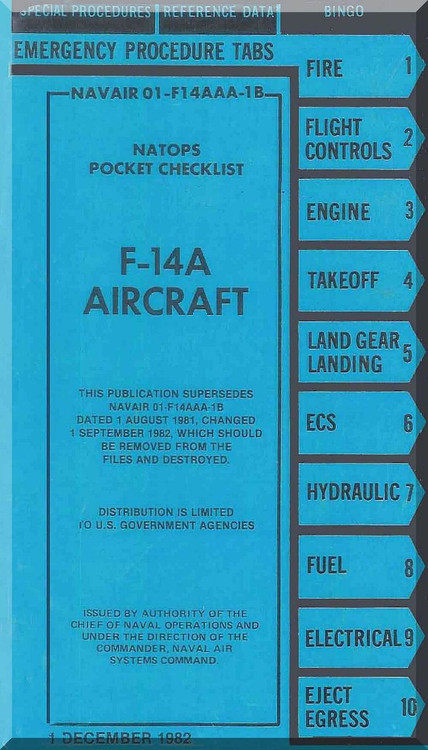 SPECIAL PROCEDURES
REFERENCE DATA
BINGO
EMERGENCY PROCEDURE TABS
NAVAIR 01-F14AAA-1B
NATOPS
POCKET CHECKLIST
F-14A
AIRCRAFT
THIS PUBLICATION SUPERSEDES
NAVAIR 01-F14AAA-1B
DATED 1 AUGUST 1981, CHANGED
1 SEPTEMBER 1982, WHICH SHOULD
BE REMOVED FROM THE
FILES AND DESTROYED.
DISTRIBUTION IS LIMITED
TO U.S. GOVERNMENT AGENCIES
ISSUED BY AUTHORITY OF THE
CHIEF OF NAVAL OPERATIONS AND
UNDER THE DIRECTION OF THE
COMMANDER, NAVAL AIR
SYSTEMS COMMAND.
1 DECEMBER 1982
FIRE 1
FLIGHT
CONTROLS 2
ENGINE 3
TAKEOFF 4
LAND GEAR
LANDING 5
ECS 6
HYDRAULIC 7
FUEL 8
ELECTRICAL 9
EJECT
EGRESS 10